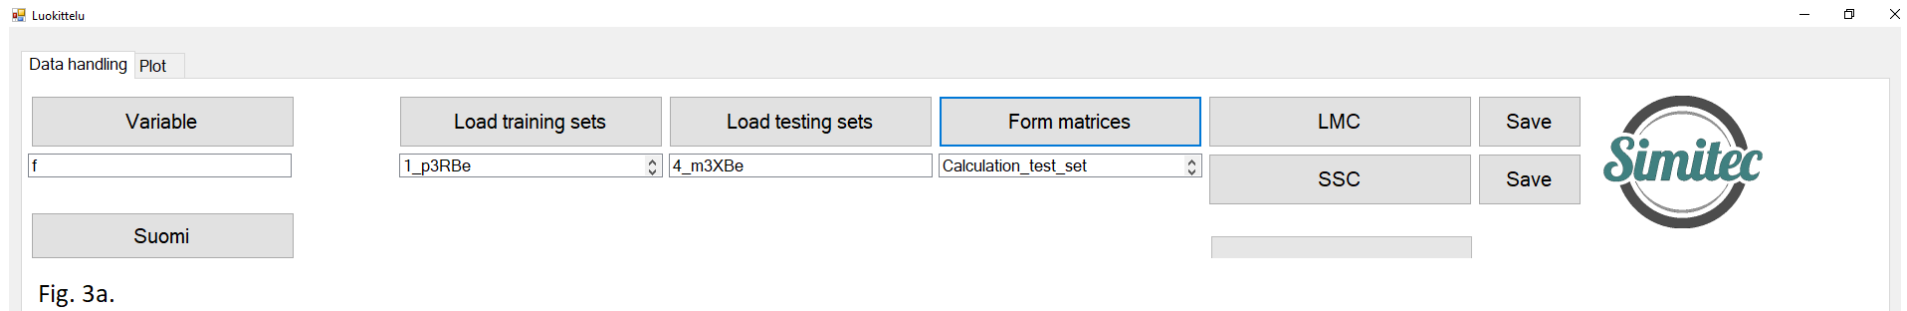 Luokittelu
Data handling Plot
Variable Load training sets Load testing sets Form matrices LMC Save
f 1_p3RBe 4_m3XBe Calculation_test_set
SSC Save
Simitec
Suomi
Fig. 3a.